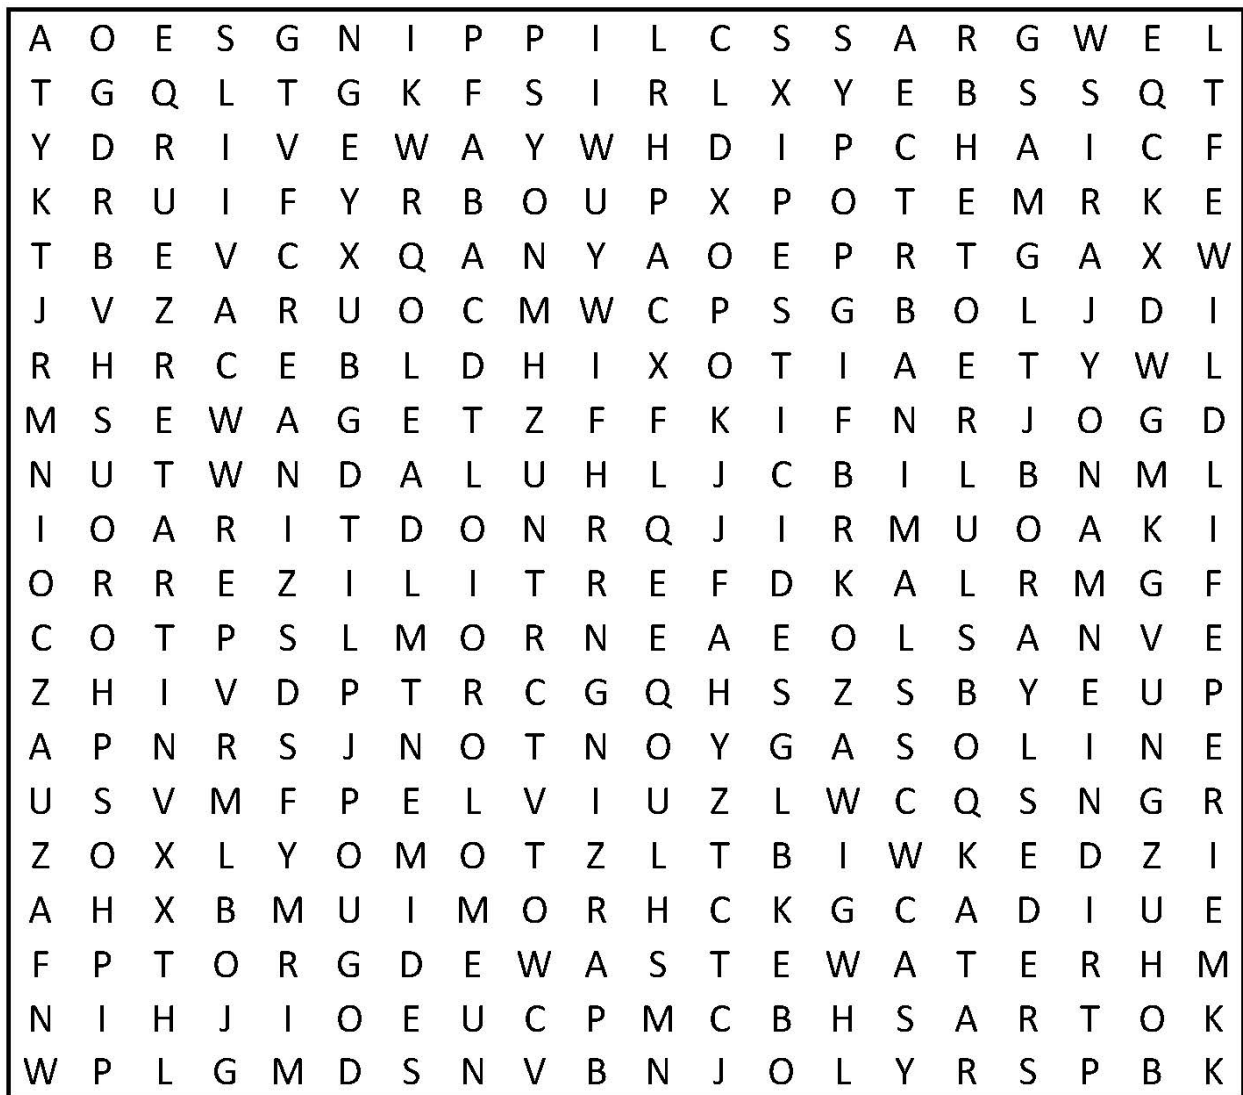 A O E S G N I P P I L C S S A R G W E L
T G Q L T G K F S I R L X Y E B S S Q T
Y D R I V E W A Y W H D I P C H A I C F
K R U I F Y R B O U P X P O T E M R K E
T B E V C X Q A N Y A O E P R T G A X W
J V Z A R U O C M W C P S G B O L J D I
R H R C E B L D H I X O T I A E T Y W L
M S E W A G E T Z F F K I F N R J O G D
N U T W N D A L U H L J C B I L B N M L
I O A R I T D O N R Q J I R M U O A K I
O R R E Z I L I T R E F D K A L R M G F
C O T P S L M O R N E A E O L S A N V E
Z H I V D P T R C G Q H S Z S B Y E U P
A P N R S J N O T N O Y G A S O L I N E
U S V M F P E L V I U Z L W C Q S N G R
Z O X L Y O M O T Z L T B I W K E D Z I
A H X B M U I M O R H C K G C A D I U E
F P T O R G D E W A S T E W A T E R H M
N I H J I O E U C P M C B H S A R T O K
W P L G M D S N V B N J O L Y R S P B K